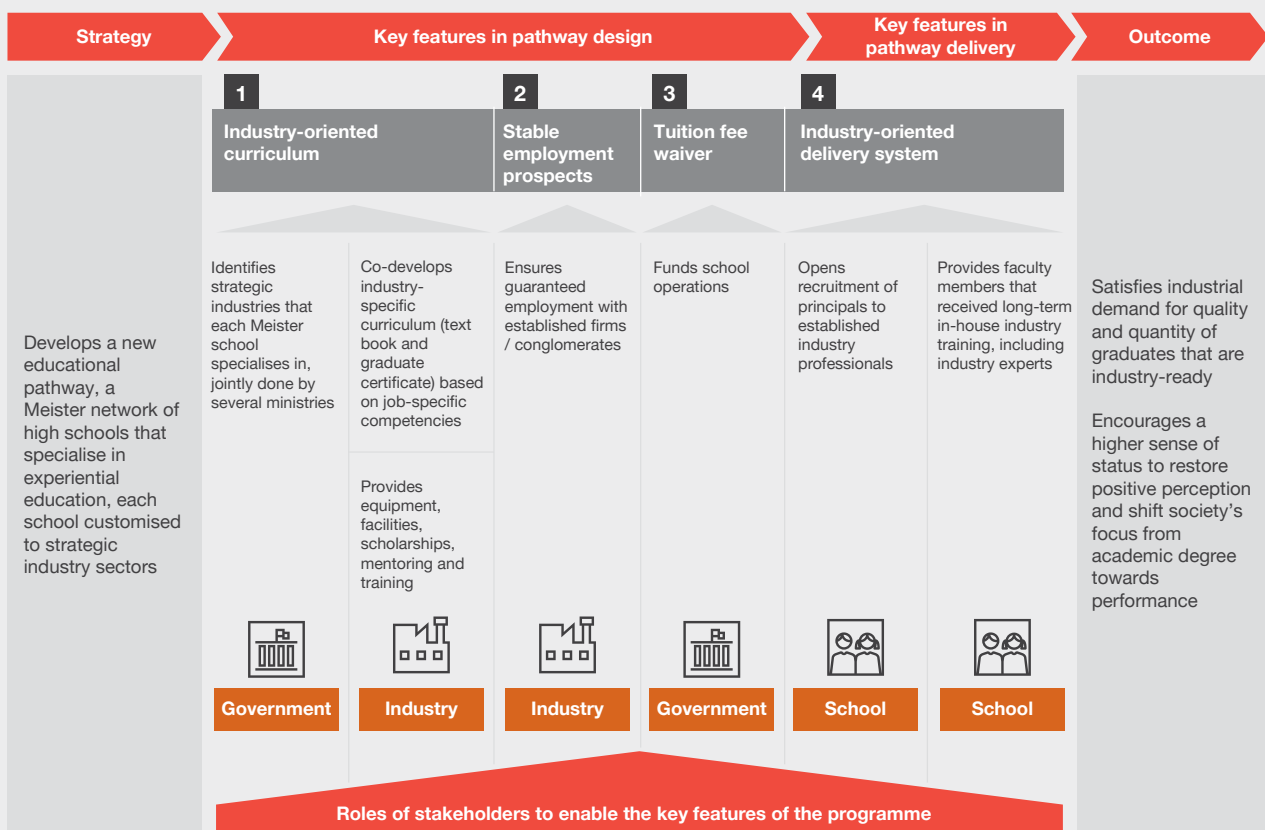 Strategy
Key features in pathway design
Key features in
pathway delivery
Outcome
Develops a new
educational
pathway, a
Meister network of
high schools that
specialise in
experiential
education, each
school customised
to strategic
industry sectors
1
Industry-oriented
curriculum
2
Stable
employment
prospects
3
Tuition fee
waiver
4
Industry-oriented
delivery system
Identifies
strategic
industries that
each Meister
school
specialises in,
jointly done by
several ministries
Co-develops
industry-
specific
curriculum (text
book and
graduate
certificate) based
on job-specific
competencies
Provides
equipment,
facilities,
scholarships,
mentoring and
training
Ensures
guaranteed
employment with
established firms
/ conglomerates
Funds school
operations
Opens
recruitment of
principals to
established
industry
professionals
Provides faculty
members that
received long-term
in-house industry
training, including
industry experts
Government
Industry
Industry
Government
School
School
Roles of stakeholders to enable the key features of the programme
Satisfies industrial
demand for quality
and quantity of
graduates that are
industry-ready
Encourages a
higher sense of
status to restore
positive perception
and shift society’s
focus from
academic degree
towards
performance